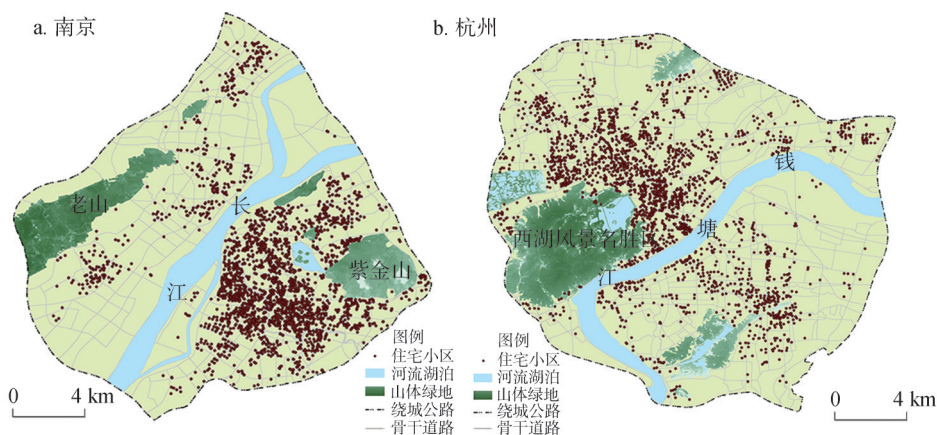 a. 南京
老山
长
江
紫金山
图例
住宅小区
河流湖泊
山体绿地
绕城公路
骨干道路
0 4 km
b. 杭州
钱
塘
江
西湖风景名胜区
图例
住宅小区
河流湖泊
山体绿地
绕城公路
骨干道路
0 4 km